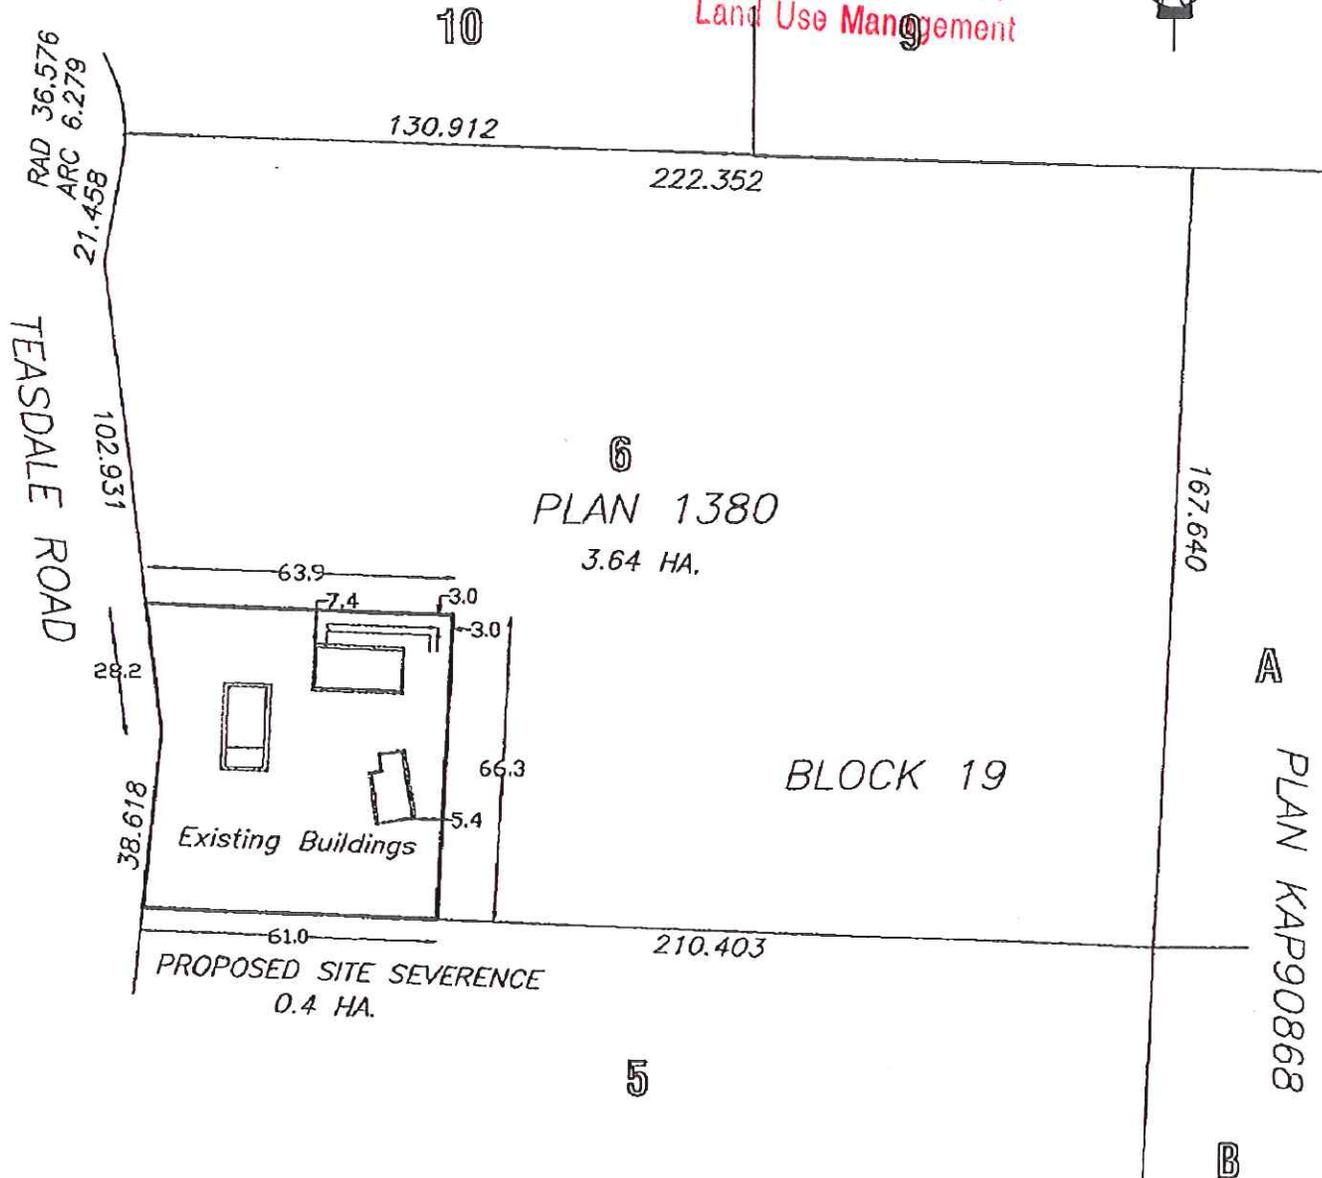 10
Land Use Management
9
RAD 36.576
ARC 6.279
21.458
130.912
222.352
TEASDALE ROAD
102.931
6
PLAN 1380
3.64 HA.
167.640
63.9
7.4
3.0
3.0
28.2
66.3
A
PLAN KAP90868
BLOCK 19
38.618
5.4
Existing Buildings
61.0
210.403
PROPOSED SITE SEVERENCE
0.4 HA.
5
B